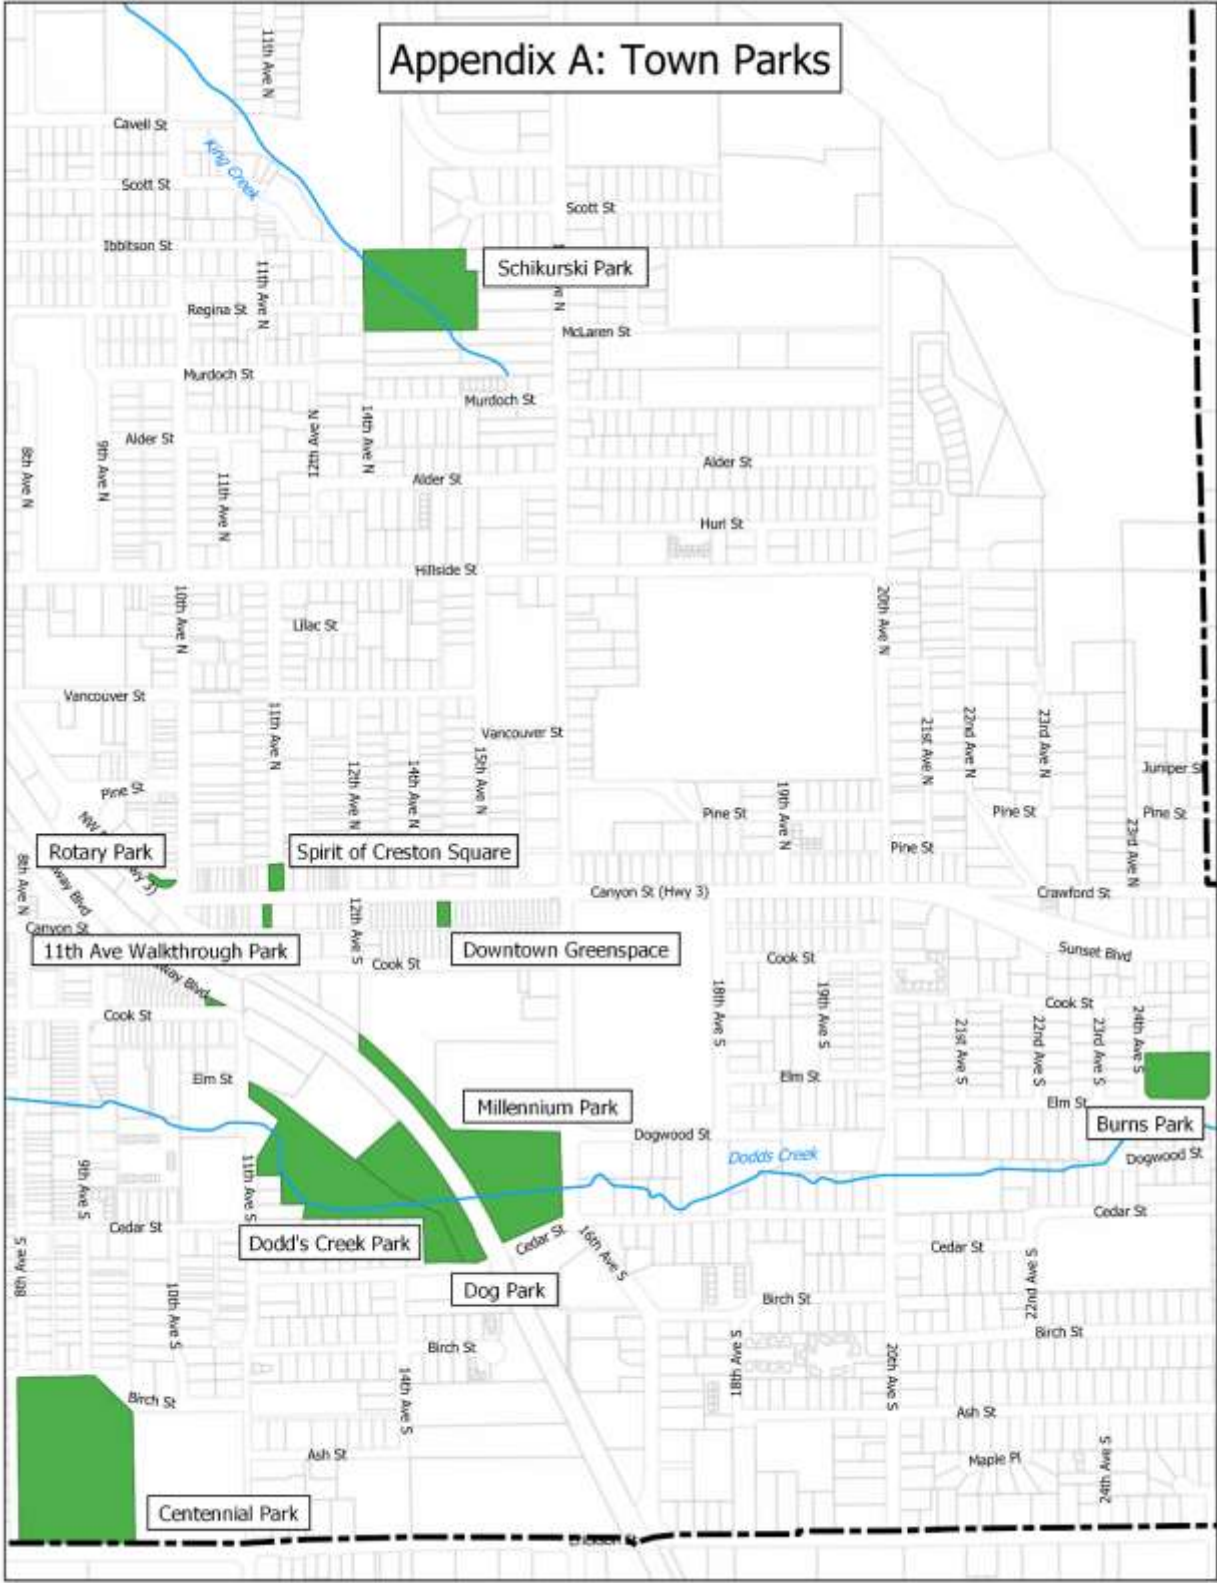 Appendix A: Town Parks
11th Ave N
Cavell St
King Creek
Scott St
Scott St
Ibbitson St
Schikurski Park
11th Ave N
Regina St
McLaren St
Murdoch St
Murdoch St
12th Ave N
14th Ave N
Alder St
9th Ave N
8th Ave N
Alder St
Alder St
11th Ave N
Hurl St
Hillside St
10th Ave N
20th Ave N
Lilac St
Vancouver St
11th Ave N
Vancouver St
21st Ave N
22nd Ave N
23rd Ave N
12th Ave N
14th Ave N
15th Ave N
Juniper St
Pine St
19th Ave N
Pine St
Pine St
Pine St
Pine St
23rd Ave N
NW
Rotary Park
Spirit of Creston Square
8th Ave N
way Blvd
wy 3)
Canyon St (Hwy 3)
Crawford St
12th Ave S
Canyon St
11th Ave Walkthrough Park
Downtown Greenspace
Sunset Blvd
Cook St
Cook St
way Blvd
18th Ave S
19th Ave S
Cook St
Cook St
21st Ave S
22nd Ave S
23rd Ave S
24th Ave S
Elm St
Elm St
Millennium Park
Elm St
Burns Park
Dogwood St
Dodds Creek
Dogwood St
9th Ave S
11th Ave S
Cedar St
Cedar St
Dodd's Creek Park
Cedar St
16th Ave S
Cedar St
8th Ave S
22nd Ave S
Dog Park
10th Ave S
Birch St
Birch St
Birch St
18th Ave S
20th Ave S
14th Ave S
Birch St
Ash St
Ash St
Maple Pl
24th Ave S
Centennial Park